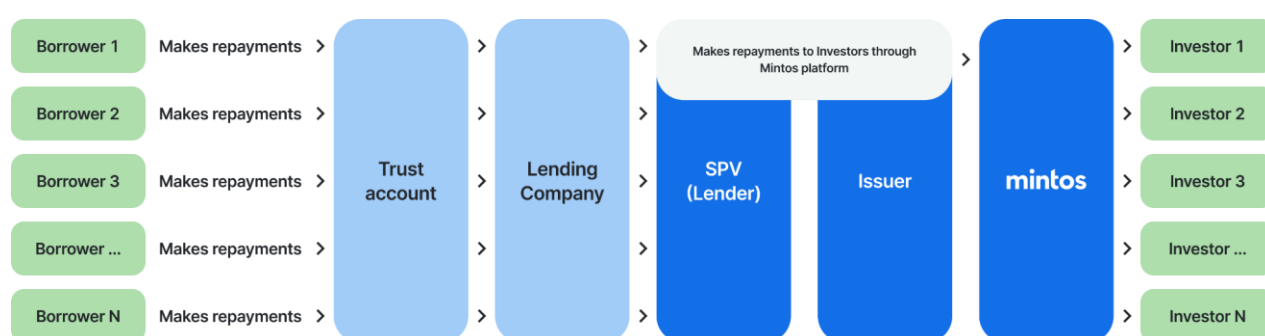 Borrower 1 Makes repayments > > > Makes repayments to Investors through
Mintos platform > > Investor 1
Borrower 2 Makes repayments > > > > Investor 2
Borrower 3 Makes repayments > Trust
account > Lending
Company > SPV
(Lender) Issuer mintos > Investor 3
Borrower ... Makes repayments > > > > Investor ...
Borrower N Makes repayments > > > > Investor N